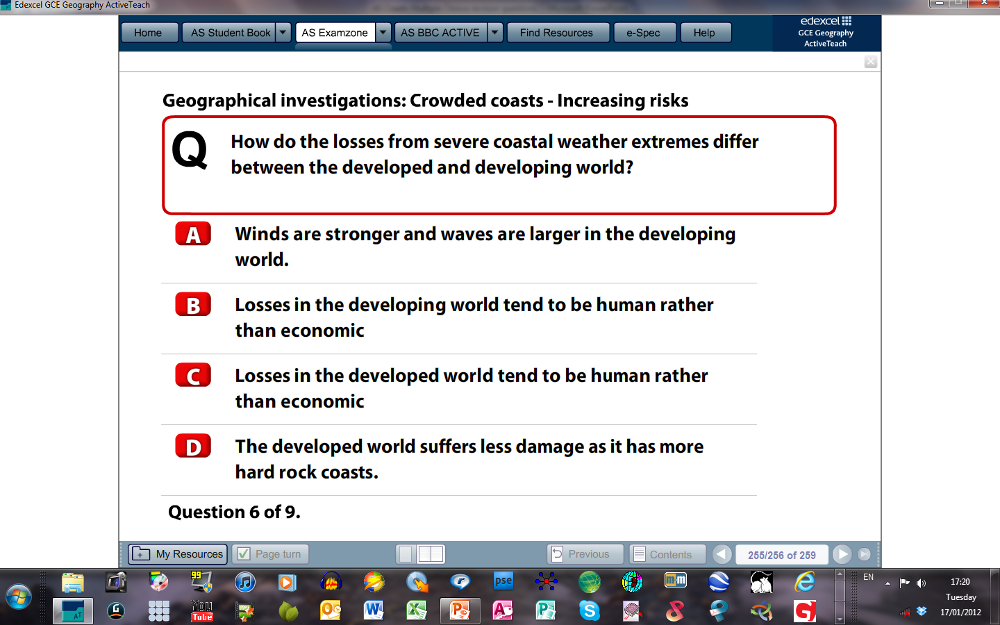 Edexcel GCE Geography ActiveTeach
Home
AS Student Book
AS Examzone
AS BBC ACTIVE
Find Resources
e-Spec
Help
edexcel
GCE Geography
ActiveTeach
Geographical investigations: Crowded coasts - Increasing risks
Q
How do the losses from severe coastal weather extremes differ
between the developed and developing world?
A
Winds are stronger and waves are larger in the developing
world.
B
Losses in the developing world tend to be human rather
than economic
C
Losses in the developed world tend to be human rather
than economic
D
The developed world suffers less damage as it has more
hard rock coasts.
Question 6 of 9.
My Resources
Page turn
Previous
Contents
255/256 of 259
99
pse
EN
17:20
Tuesday
17/01/2012
AT
G
You
Tube